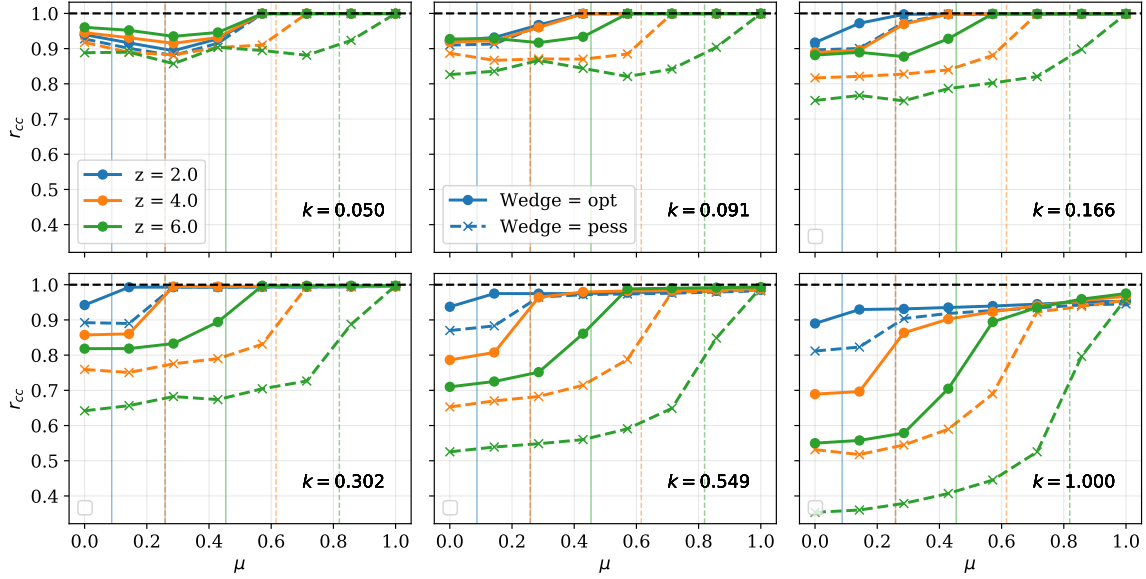 1.0
0.9
0.8
0.7
0.6
0.5
0.4
r_cc
z = 2.0
z = 4.0
z = 6.0
k = 0.050
Wedge = opt
Wedge = pess
k = 0.091
k = 0.166
1.0
0.9
0.8
0.7
0.6
0.5
0.4
r_cc
k = 0.302
k = 0.549
k = 1.000
0.0 0.2 0.4 0.6 0.8 1.0
0.0 0.2 0.4 0.6 0.8 1.0
0.0 0.2 0.4 0.6 0.8 1.0
μ
μ
μ